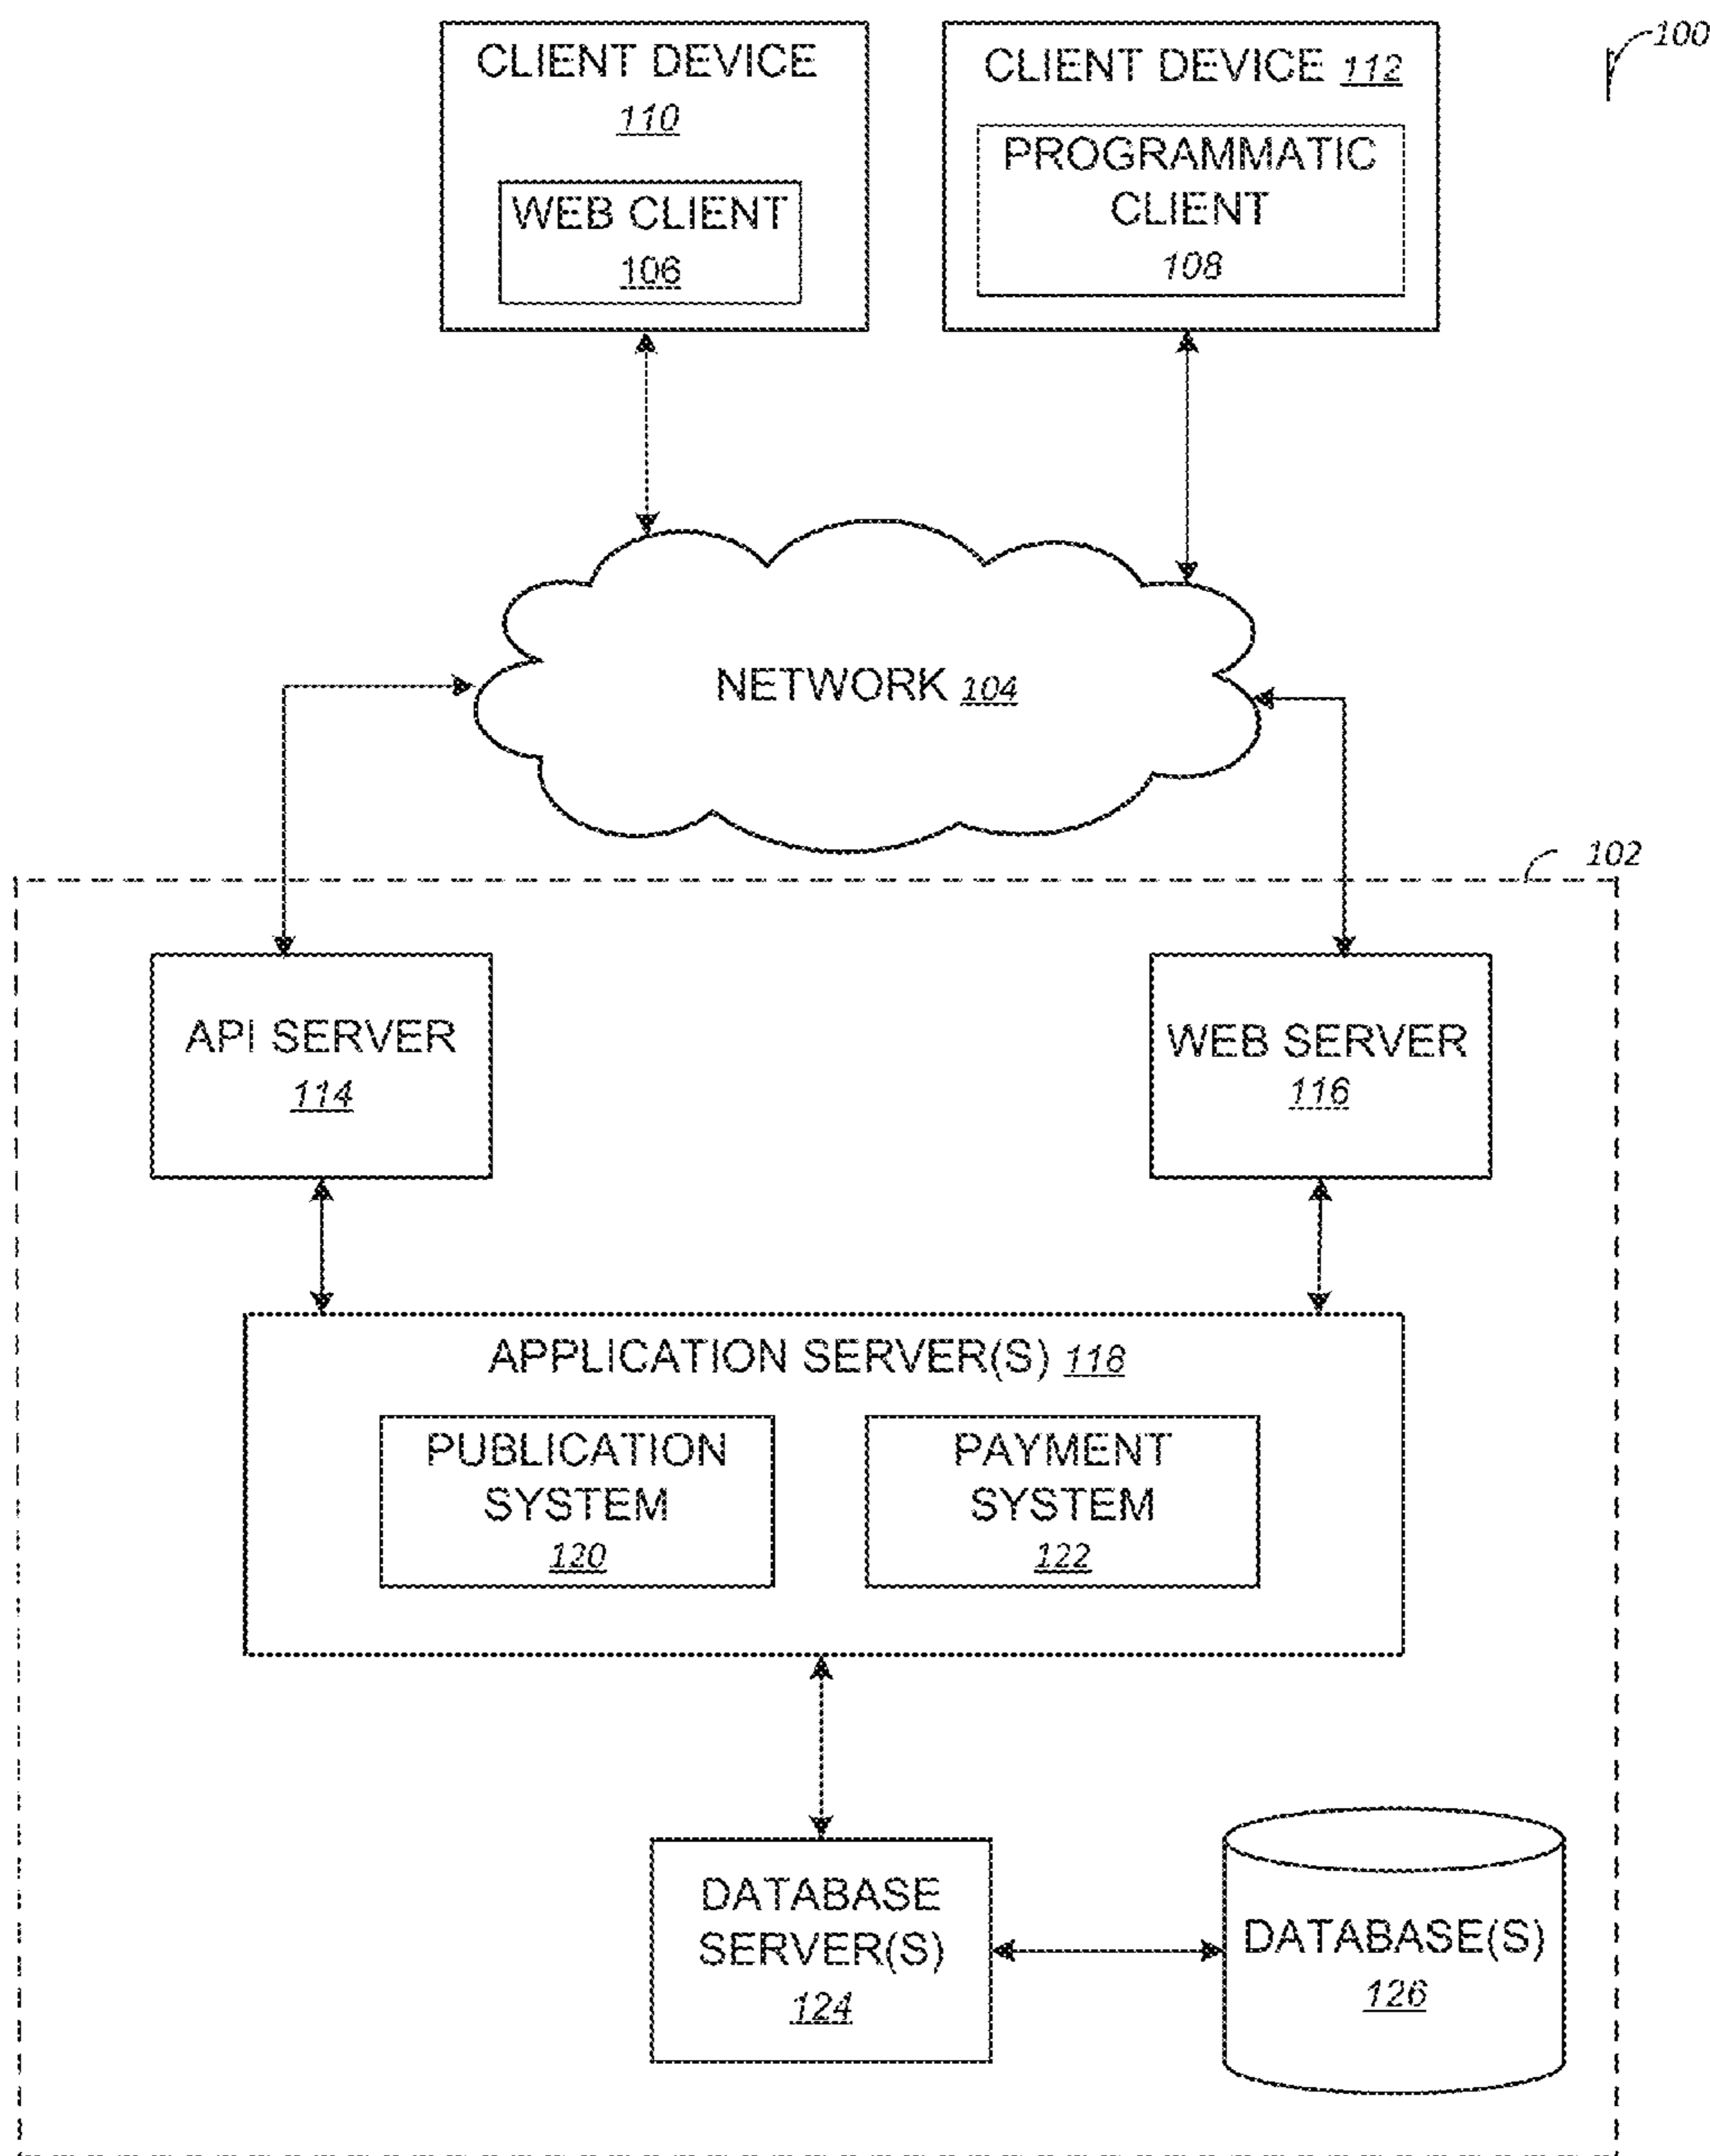 100
CLIENT DEVICE
110
WEB CLIENT
106
CLIENT DEVICE 112
PROGRAMMATIC
CLIENT
108
NETWORK 104
102
API SERVER
114
WEB SERVER
116
APPLICATION SERVER(S) 118
PUBLICATION
SYSTEM
120
PAYMENT
SYSTEM
122
DATABASE
SERVER(S)
124
DATABASE(S)
126